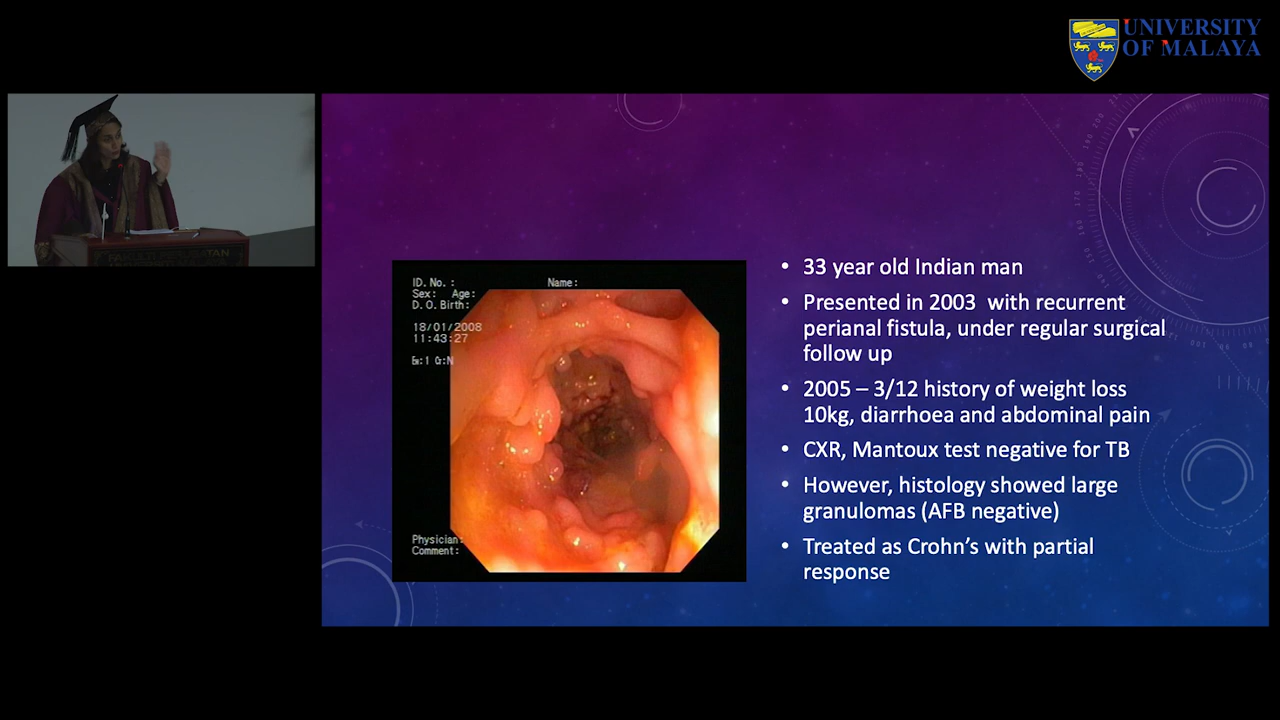 UNIVERSITY
OF MALAYA
ID. No. :
Name:
Sex: Age:
D. O. Birth:
18/01/2008
11:43:27
Physician:
Comment:
• 33 year old Indian man
• Presented in 2003 with recurrent
perianal fistula, under regular surgical
follow up
• 2005 – 3/12 history of weight loss
10kg, diarrhoea and abdominal pain
• CXR, Mantoux test negative for TB
• However, histology showed large
granulomas (AFB negative)
• Treated as Crohn’s with partial
response
FAKULTI PERUBATAN